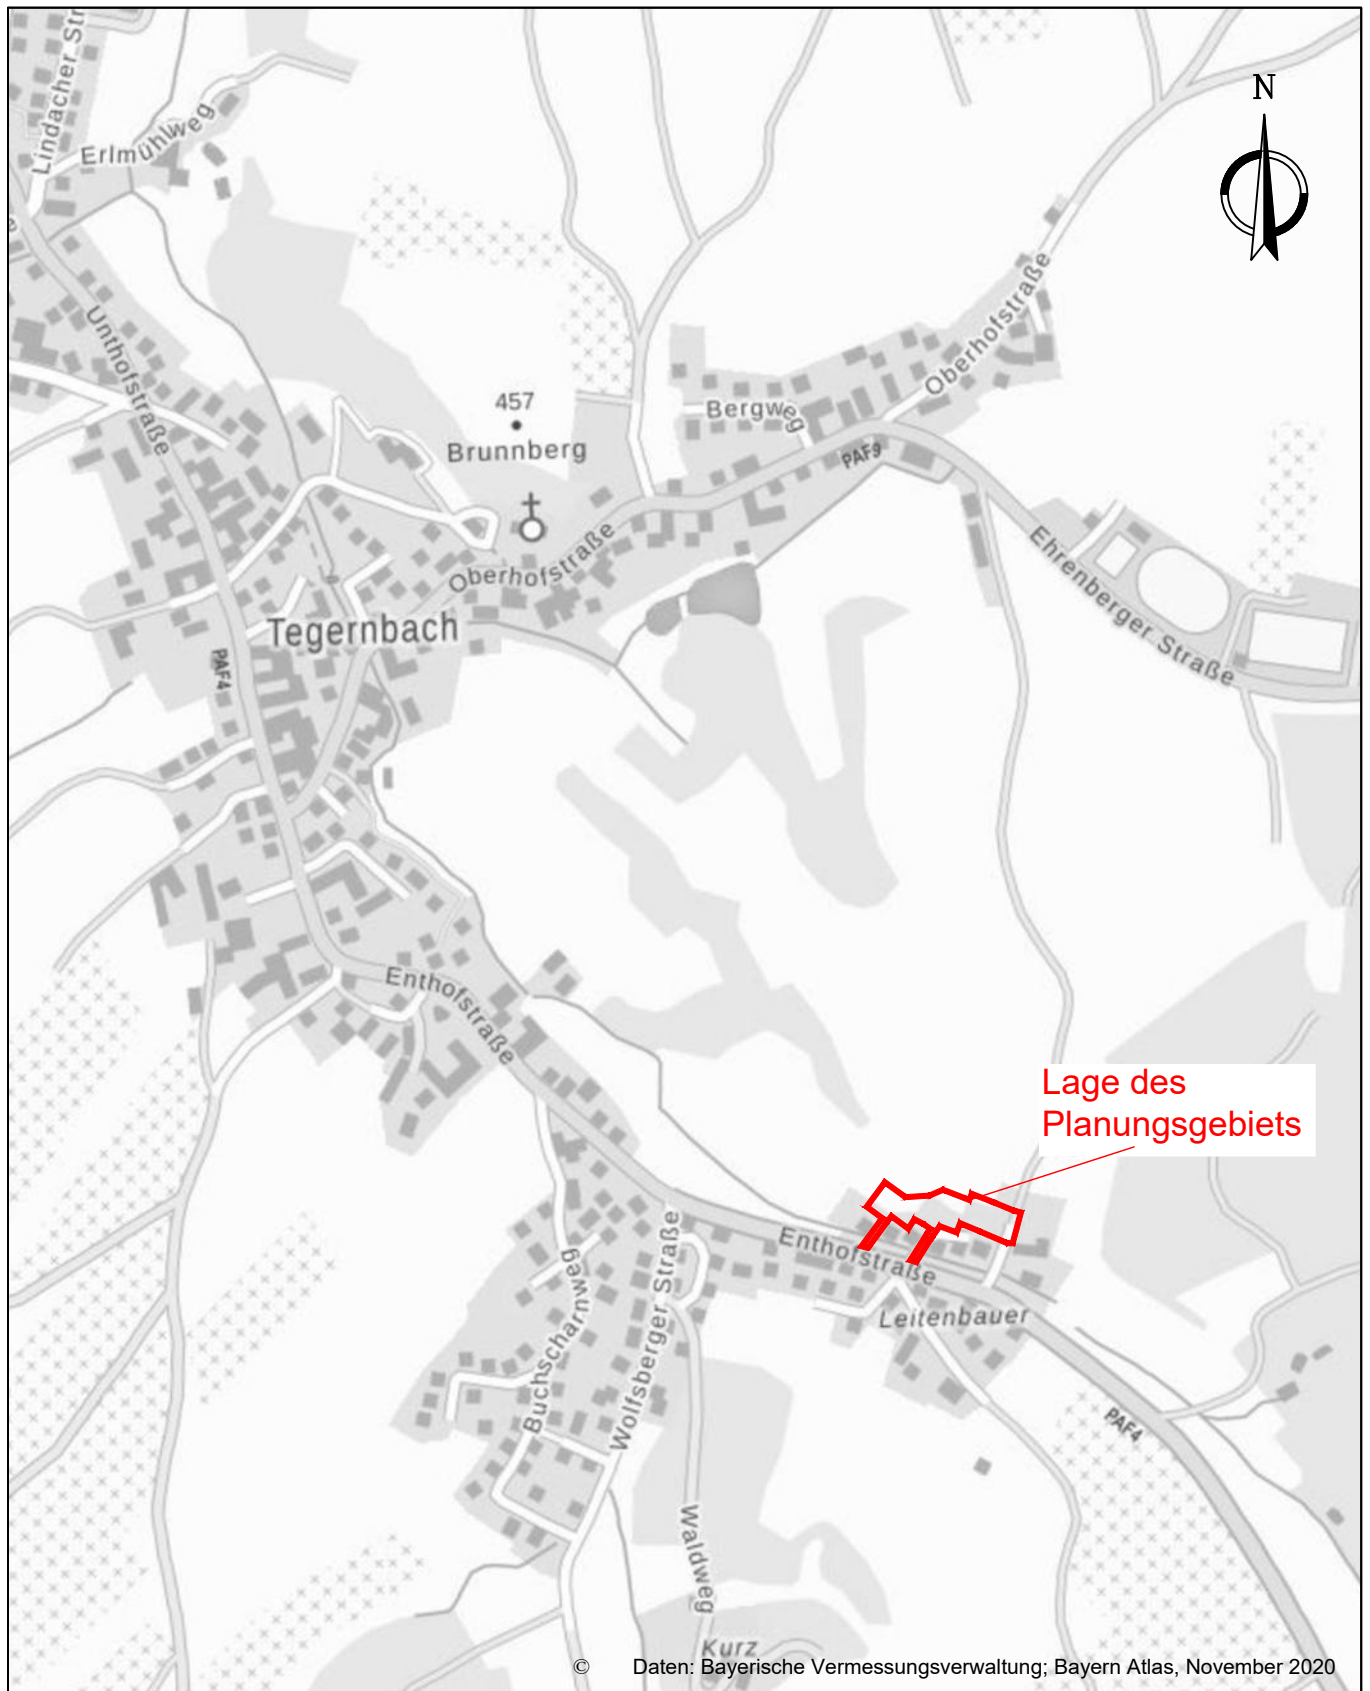 Lindacher Str
Erlmühlweg
N
e
Unthofstraße
457
Brunnberg
Bergweg
Oberhofstraße
PAF9
Oberhofstraße
Ehrenberger Straße
Tegernbach
PAF4
Enthofstraße
Lage des
Planungsgebiets
Enthofstraße
Leitenbauer
Buchscharnweg
Wolfsberger Straße
PAF4
Waldweg
Kurz
© Daten: Bayerische Vermessungsverwaltung; Bayern Atlas, November 2020